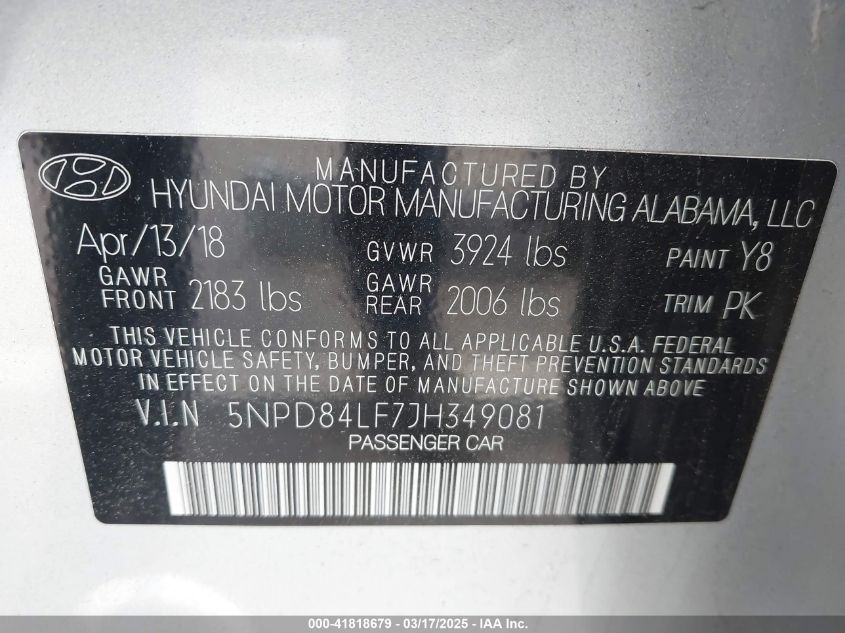 MANUFACTURED BY
HYUNDAI MOTOR MANUFACTURING ALABAMA, LLC
Apr/13/18 GVWR 3924 lbs PAINT Y8
GAWR FRONT 2183 lbs GAWR REAR 2006 lbs TRIM PK
THIS VEHICLE CONFORMS TO ALL APPLICABLE U.S.A. FEDERAL
MOTOR VEHICLE SAFETY, BUMPER, AND THEFT PREVENTION STANDARDS
IN EFFECT ON THE DATE OF MANUFACTURE SHOWN ABOVE
V.I.N 5NPD84LF7JH349081
PASSENGER CAR
000-41818679 - 03/17/2025 - IAA Inc.